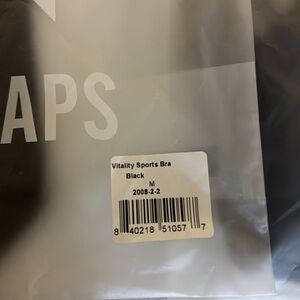 APS
Vitality Sports Bra
Black
M
2008-2-2
8 40218 51057 7